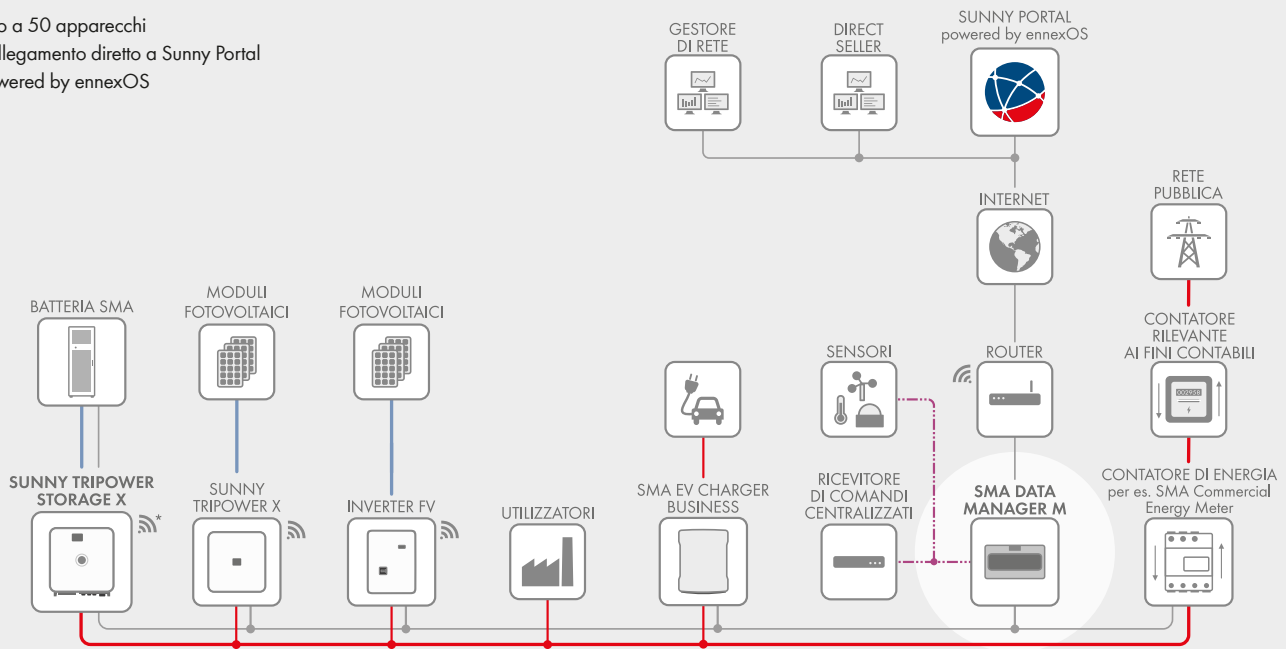 a 50 apparecchi
diretto a Sunny Portal
by ennexOS
SUNNY PORTAL
powered by ennexOS
GESTORE
DI RETE
DIRECT
SELLER
RETE
PUBBLICA
INTERNET
MODULI
FOTOVOLTAICI
MODULI
FOTOVOLTAICI
BATTERIA SMA
CONTATORE
RILEVANTE
AI FINI CONTABILI
SENSORI
ROUTER
002958
SUNNY TRIPOWER
STORAGE X
*
SUNNY
TRIPOWER X
INVERTER FV
UTILIZZATORI
SMA EV CHARGER
BUSINESS
RICEVITORE
DI COMANDI
CENTRALIZZATI
SMA DATA
MANAGER M
CONTATORE DI ENERGIA
per es. SMA Commercial
Energy Meter